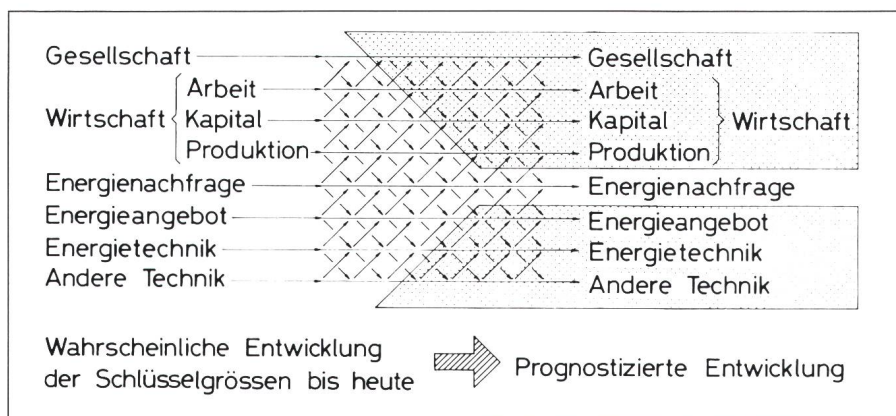 Gesellschaft
Wirtschaft
Arbeit
Kapital
Produktion
Energienachfrage
Energieangebot
Energietechnik
Andere Technik
Gesellschaft
Arbeit
Kapital
Produktion
Wirtschaft
Energienachfrage
Energieangebot
Energietechnik
Andere Technik
Wahrscheinliche Entwicklung
der Schlüsselgrössen bis heute
Prognostizierte Entwicklung